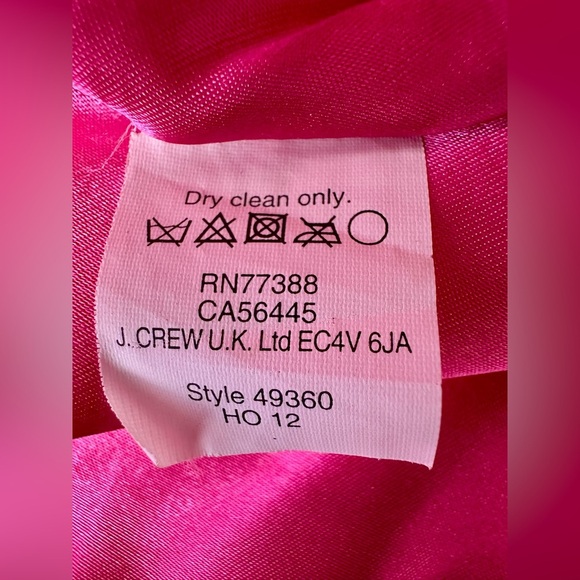 Dry clean only.
RN77388
CA56445
J. CREW U.K. Ltd EC4V 6JA
Style 49360
HO 12